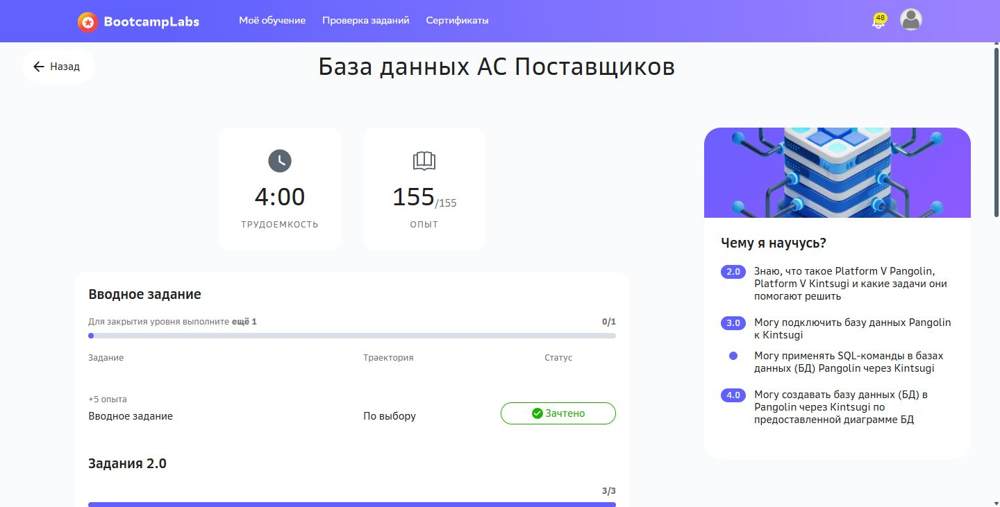 BootcampLabs
Моё обучение
Проверка заданий
Сертификаты
48
Назад
База данных АС Поставщиков
4:00
ТРУДОЕМКОСТЬ
155/155
ОПЫТ
Вводное задание
Для закрытия уровня выполните ещё 1
0/1
Задание
Траектория
Статус
+5 опыта
Вводное задание
По выбору
Зачтено
Задания 2.0
3/3
Чему я научусь?
2.0
Знаю, что такое Platform V Pangolin,
Platform V Kintsugi и какие задачи они
помогают решить
3.0
Могу подключить базу данных Pangolin
к Kintsugi
Могу применять SQL-команды в базах
данных (БД) Pangolin через Kintsugi
4.0
Могу создавать базу данных (БД) в
Pangolin через Kintsugi по
предоставленной диаграмме БД